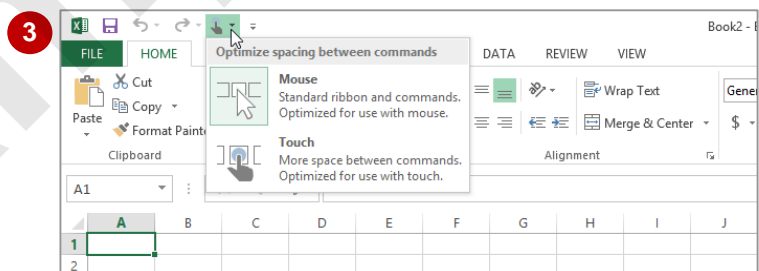 3
Book2 - E
FILE HOME DATA REVIEW VIEW
Optimize spacing between commands
Mouse
Standard ribbon and commands.
Optimized for use with mouse.
Touch
More space between commands.
Optimized for use with touch.
Paste
Cut
Copy
Format Painte
Clipboard
Wrap Text
Merge & Center
Alignment
Gener
$
A1
A B C D E F G H I J
1
2